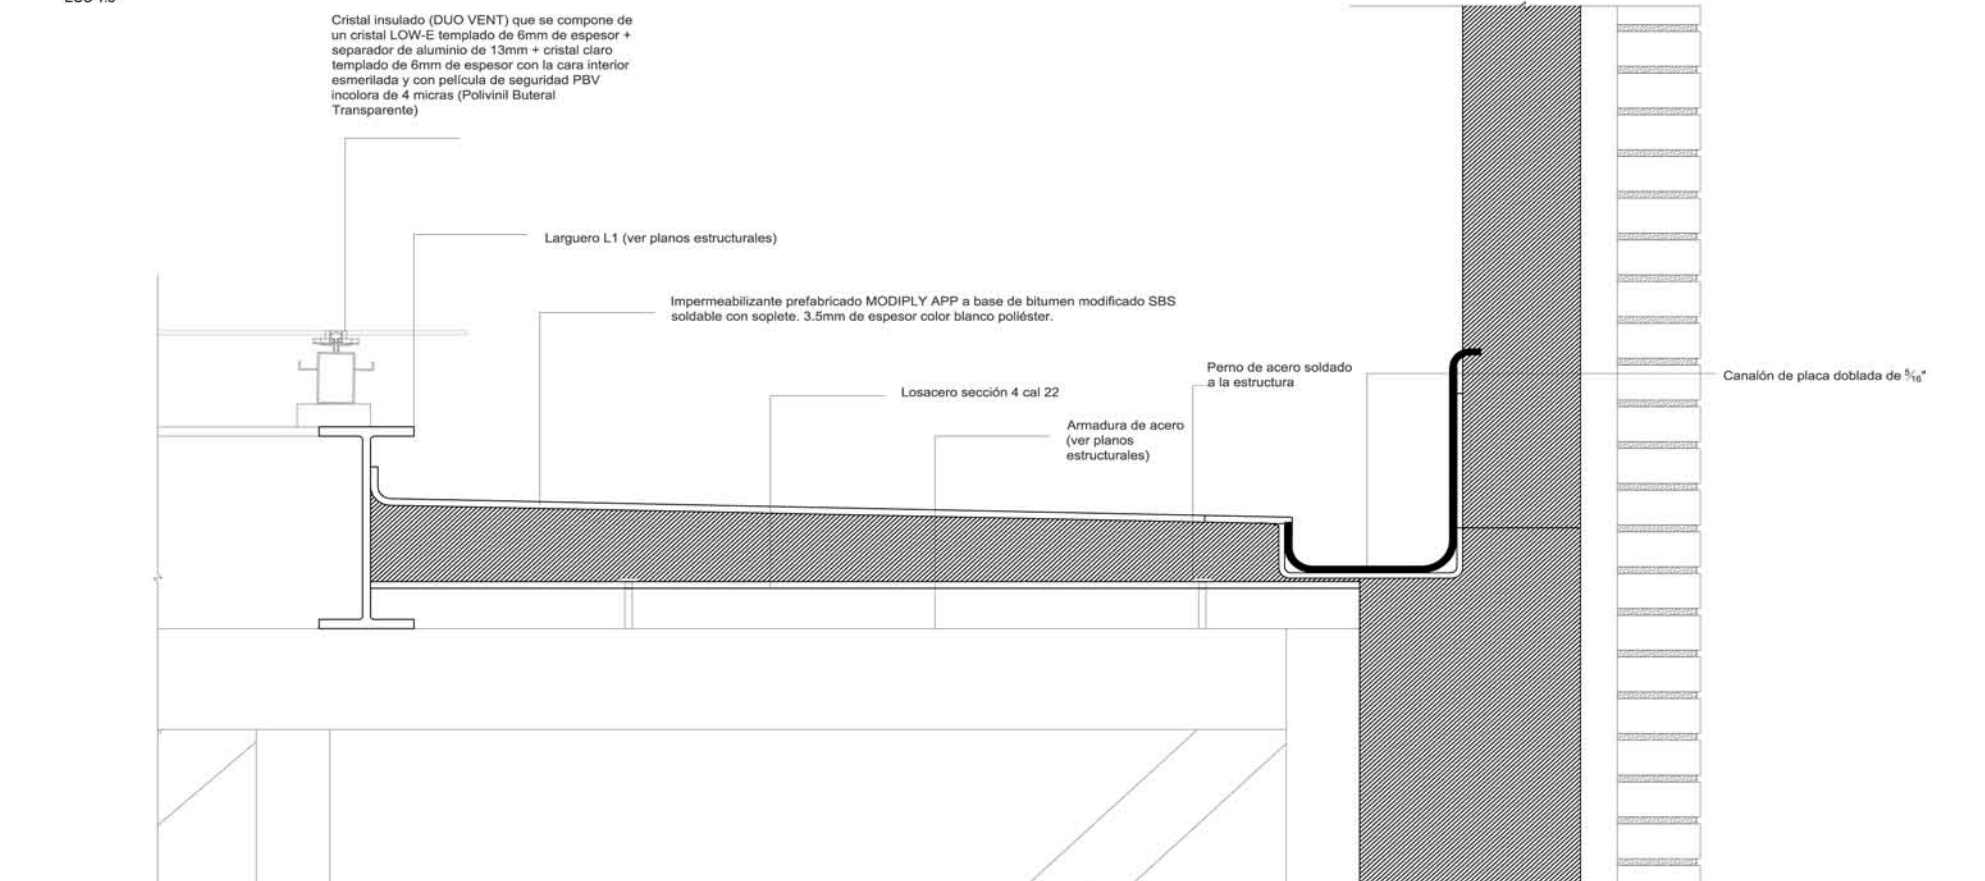 Cristal insulado (DUO VENT) que se compone de
un cristal LOW-E templado de 6mm de espesor +
separador de aluminio de 13mm + cristal claro
templado de 6mm de espesor con la cara interior
esmerilada y con película de seguridad PBV
incolora de 4 micras (Polivinil Buteral
Transparente)
Larguero L1 (ver planos estructurales)
Impermeabilizante prefabricado MODIPLY APP a base de bitumen modificado SBS
soldable con soplete. 3.5mm de espesor color blanco poliéster.
Perno de acero soldado
a la estructura
Canalón de placa doblada de 5/16"
Losacero sección 4 cal 22
Armadura de acero
(ver planos
estructurales)